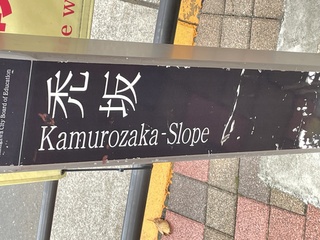 禿坂
Kamurozaka-Slope
City Board of Education